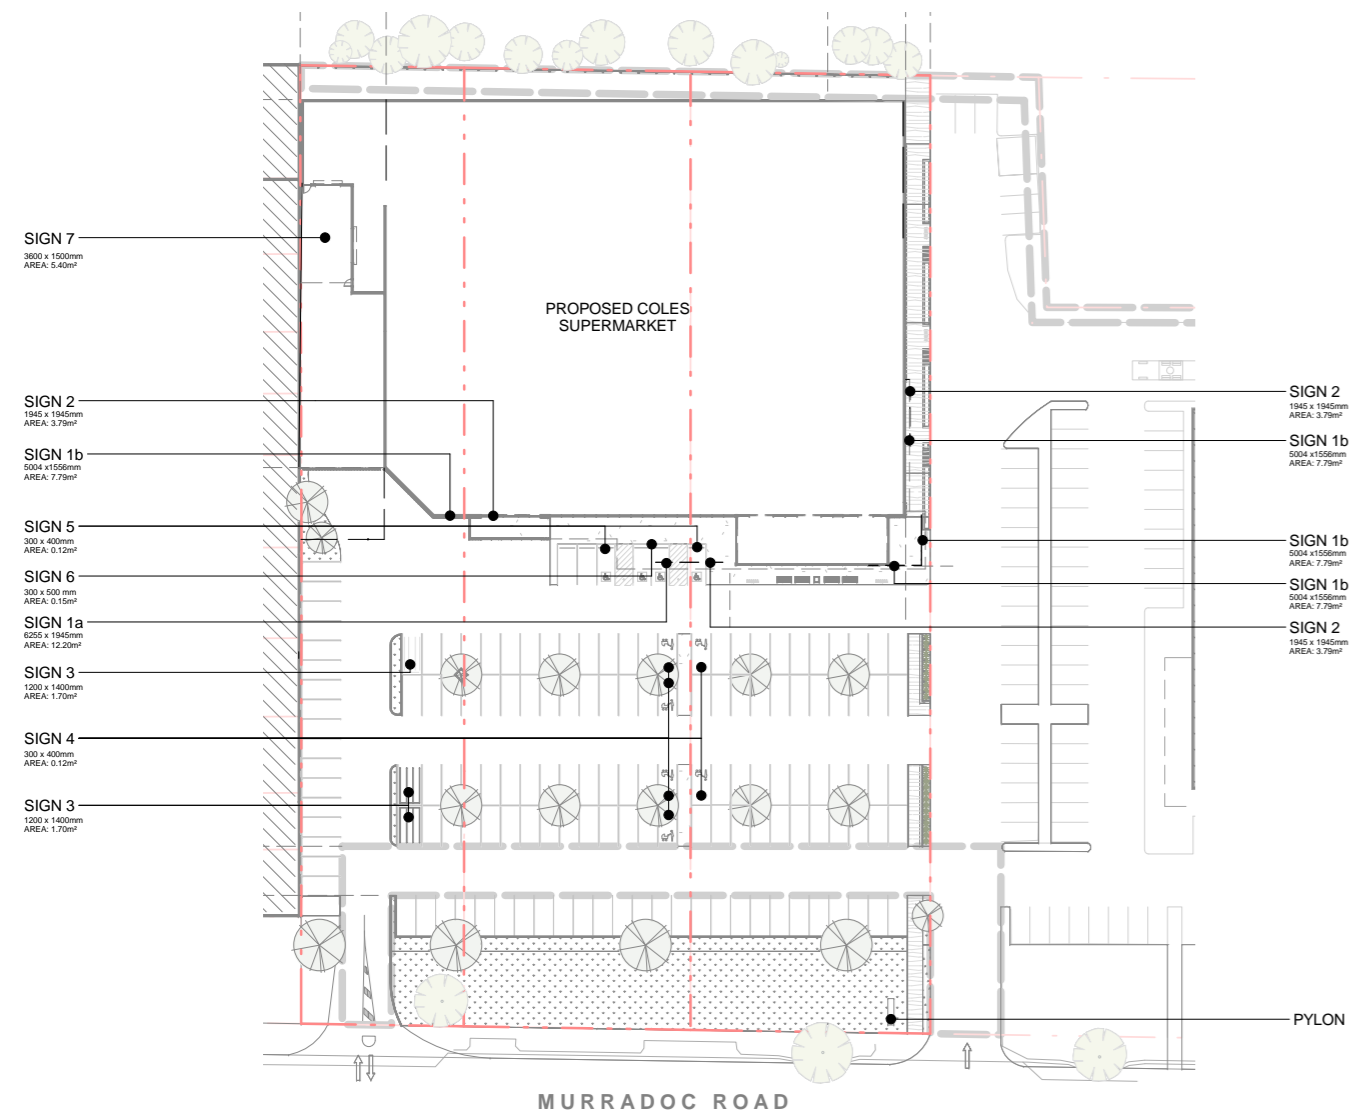 SIGN 7
3600 x 1500mm
AREA: 5.40m²
PROPOSED COLES
SUPERMARKET
SIGN 2
1945 x 1945mm
AREA: 3.79m²
SIGN 1b
5004 x1556mm
AREA: 7.79m²
SIGN 5
300 x 400mm
AREA: 0.12m²
SIGN 6
300 x 500 mm
AREA: 0.15m²
SIGN 1a
6255 x 1945mm
AREA: 12.20m²
SIGN 3
1200 x 1400mm
AREA: 1.70m²
SIGN 4
300 x 400mm
AREA: 0.12m²
SIGN 3
1200 x 1400mm
AREA: 1.70m²
SIGN 2
1945 x 1945mm
AREA: 3.79m²
SIGN 1b
5004 x1556mm
AREA: 7.79m²
SIGN 1b
5004 x1556mm
AREA: 7.79m²
SIGN 1b
5004 x1556mm
AREA: 7.79m²
SIGN 2
1945 x 1945mm
AREA: 3.79m²
PYLON
MURRADOC ROAD